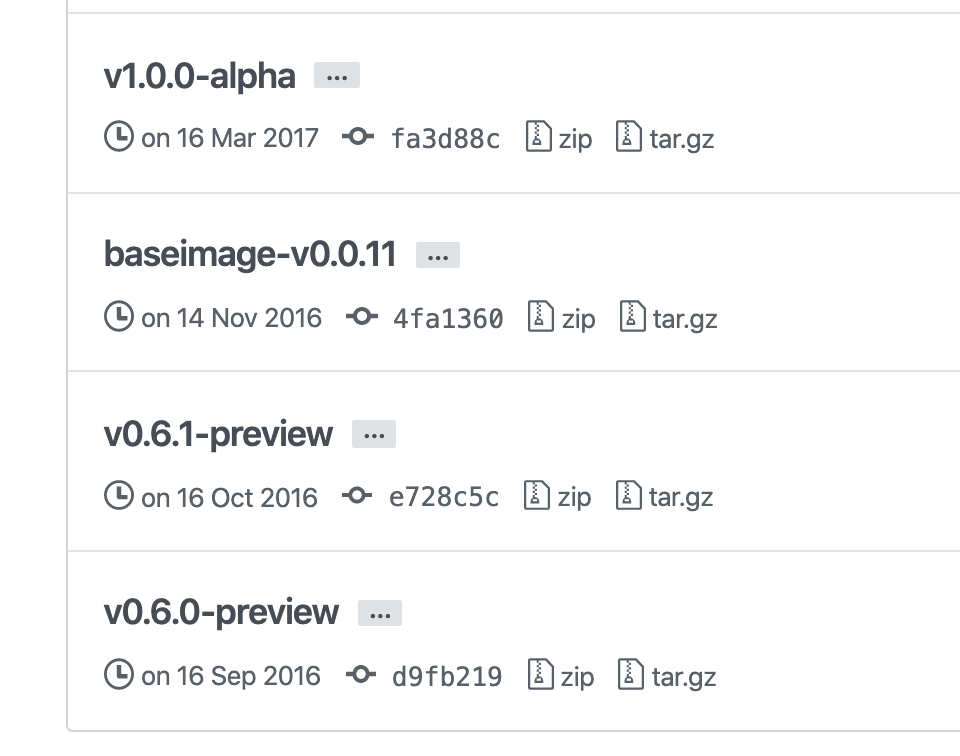 v1.0.0-alpha ...
on 16 Mar 2017 fa3d88c zip tar.gz
baseimage-v0.0.11 ...
on 14 Nov 2016 4fa1360 zip tar.gz
v0.6.1-preview ...
on 16 Oct 2016 e728c5c zip tar.gz
v0.6.0-preview ...
on 16 Sep 2016 d9fb219 zip tar.gz